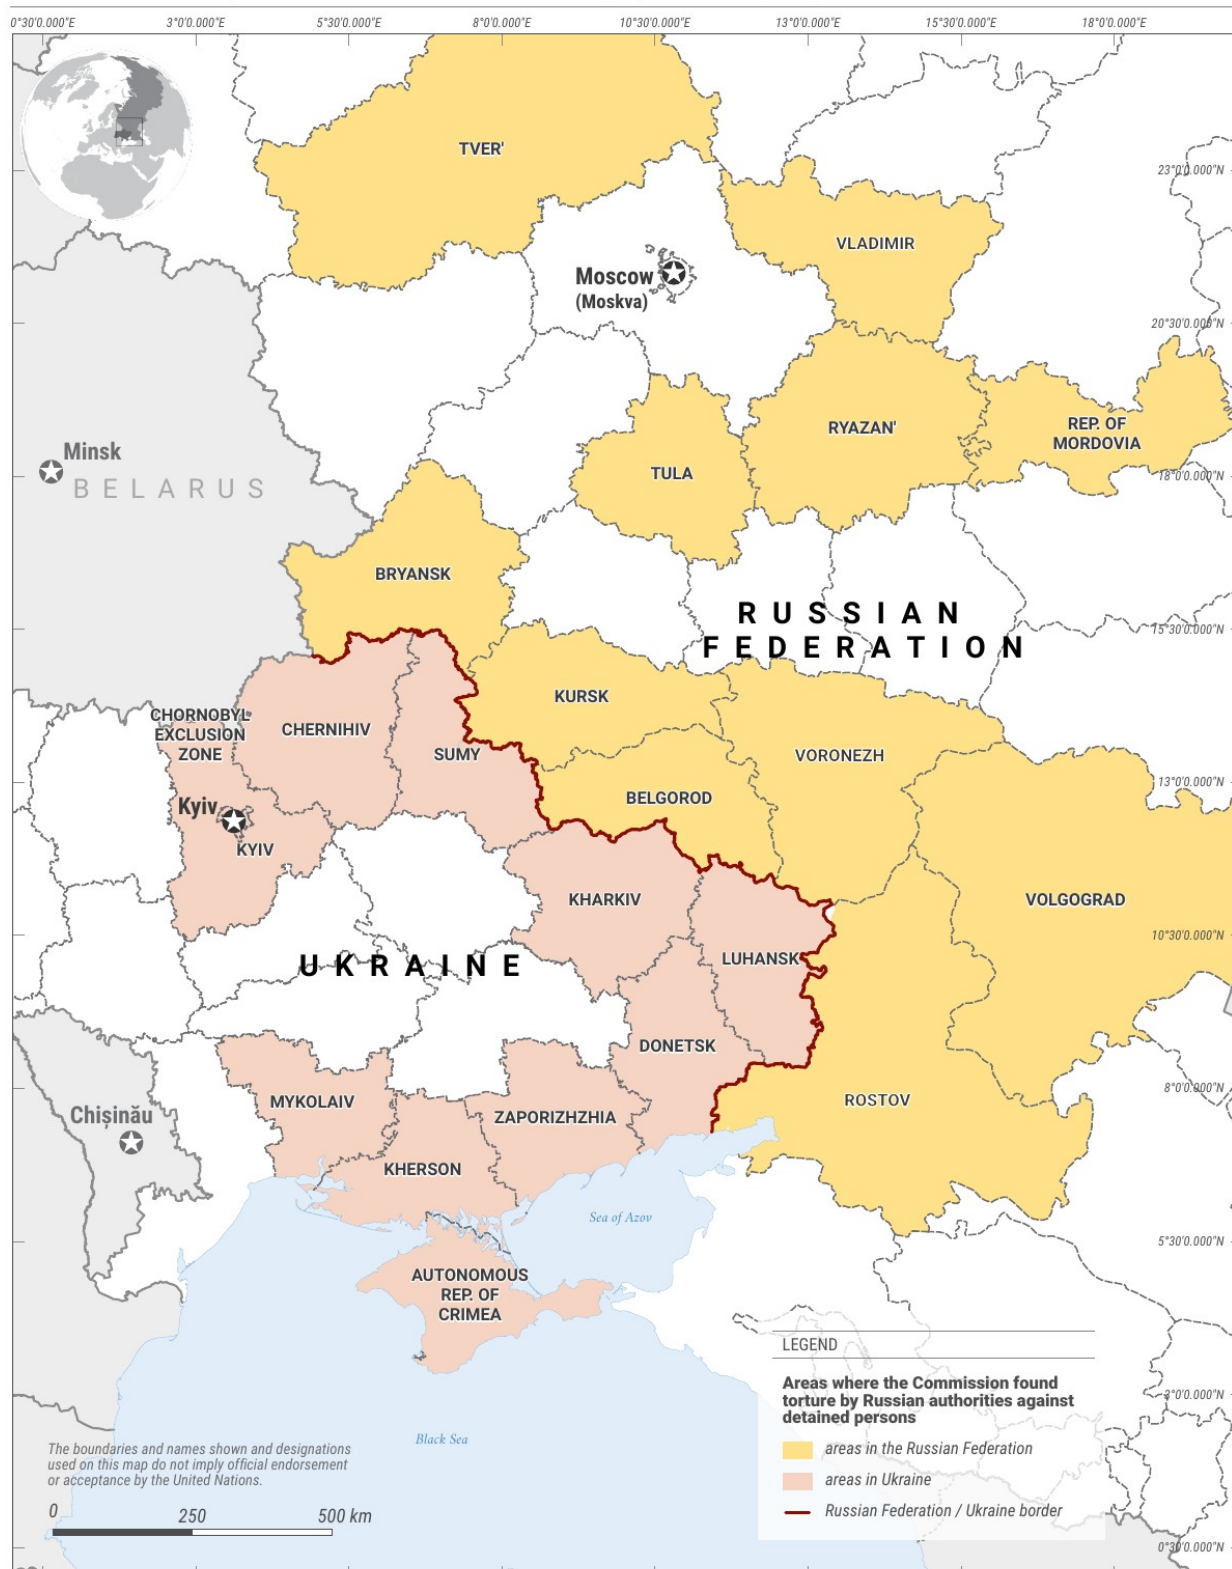 0°30'0.000"E
3°0'0.000"E
5°30'0.000"E
8°0'0.000"E
10°30'0.000"E
13°0'0.000"E
15°30'0.000"E
18°0'0.000"E
TVER'
23°0'0.000"N
VLADIMIR
Moscow
(Moskva)
20°30'0.000"N
RYAZAN'
REP. OF
MORDOVIA
Minsk
BELARUS
TULA
18°0'0.000"N
BRYANSK
RUSSIAN
FEDERATION
15°30'0.000"N
KURSK
CHORNOBYL
EXCLUSION
ZONE
CHERNIHIV
SUMY
VORONEZH
13°0'0.000"N
BELGOROD
Kyiv
KYIV
KHARKIV
VOLGOGRAD
10°30'0.000"N
UKRAINE
LUHANSK
DONETSK
8°0'0.000"N
MYKOLAIV
ZAPORIZHZHIA
ROSTOV
Chișinău
KHERSON
Sea of Azov
5°30'0.000"N
AUTONOMOUS
REP. OF
CRIMEA
LEGEND
Areas where the Commission found
torture by Russian authorities against
detained persons
3°0'0.000"N
areas in the Russian Federation
areas in Ukraine
Russian Federation / Ukraine border
Black Sea
The boundaries and names shown and designations
used on this map do not imply official endorsement
or acceptance by the United Nations.
0 250 500 km
0°30'0.000"N